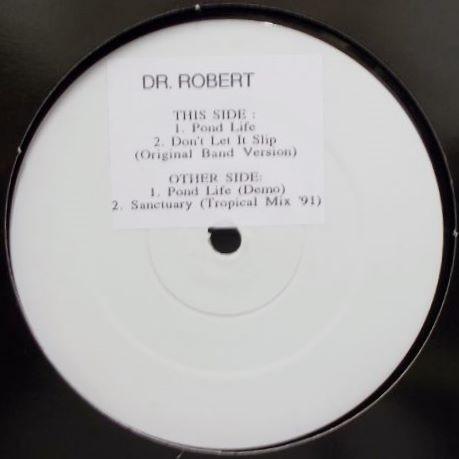 DR. ROBERT
THIS SIDE :
1. Pond Life
2. Don't Let It Slip
(Original Band Version)
OTHER SIDE:
1. Pond Life (Demo)
2. Sanctuary (Tropical Mix '91)